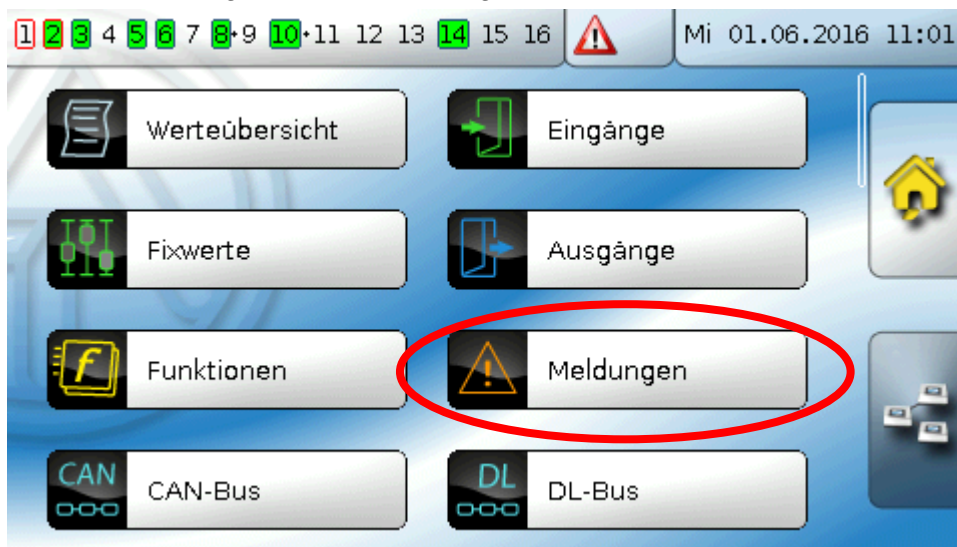 1 2 3 4 5 6 7 8+9 10+11 12 13 14 15 16 Mi 01.06.2016 11:01
Werteübersicht Eingänge
Fixwerte Ausgänge
f Funktionen Meldungen
CAN CAN-Bus DL DL-Bus